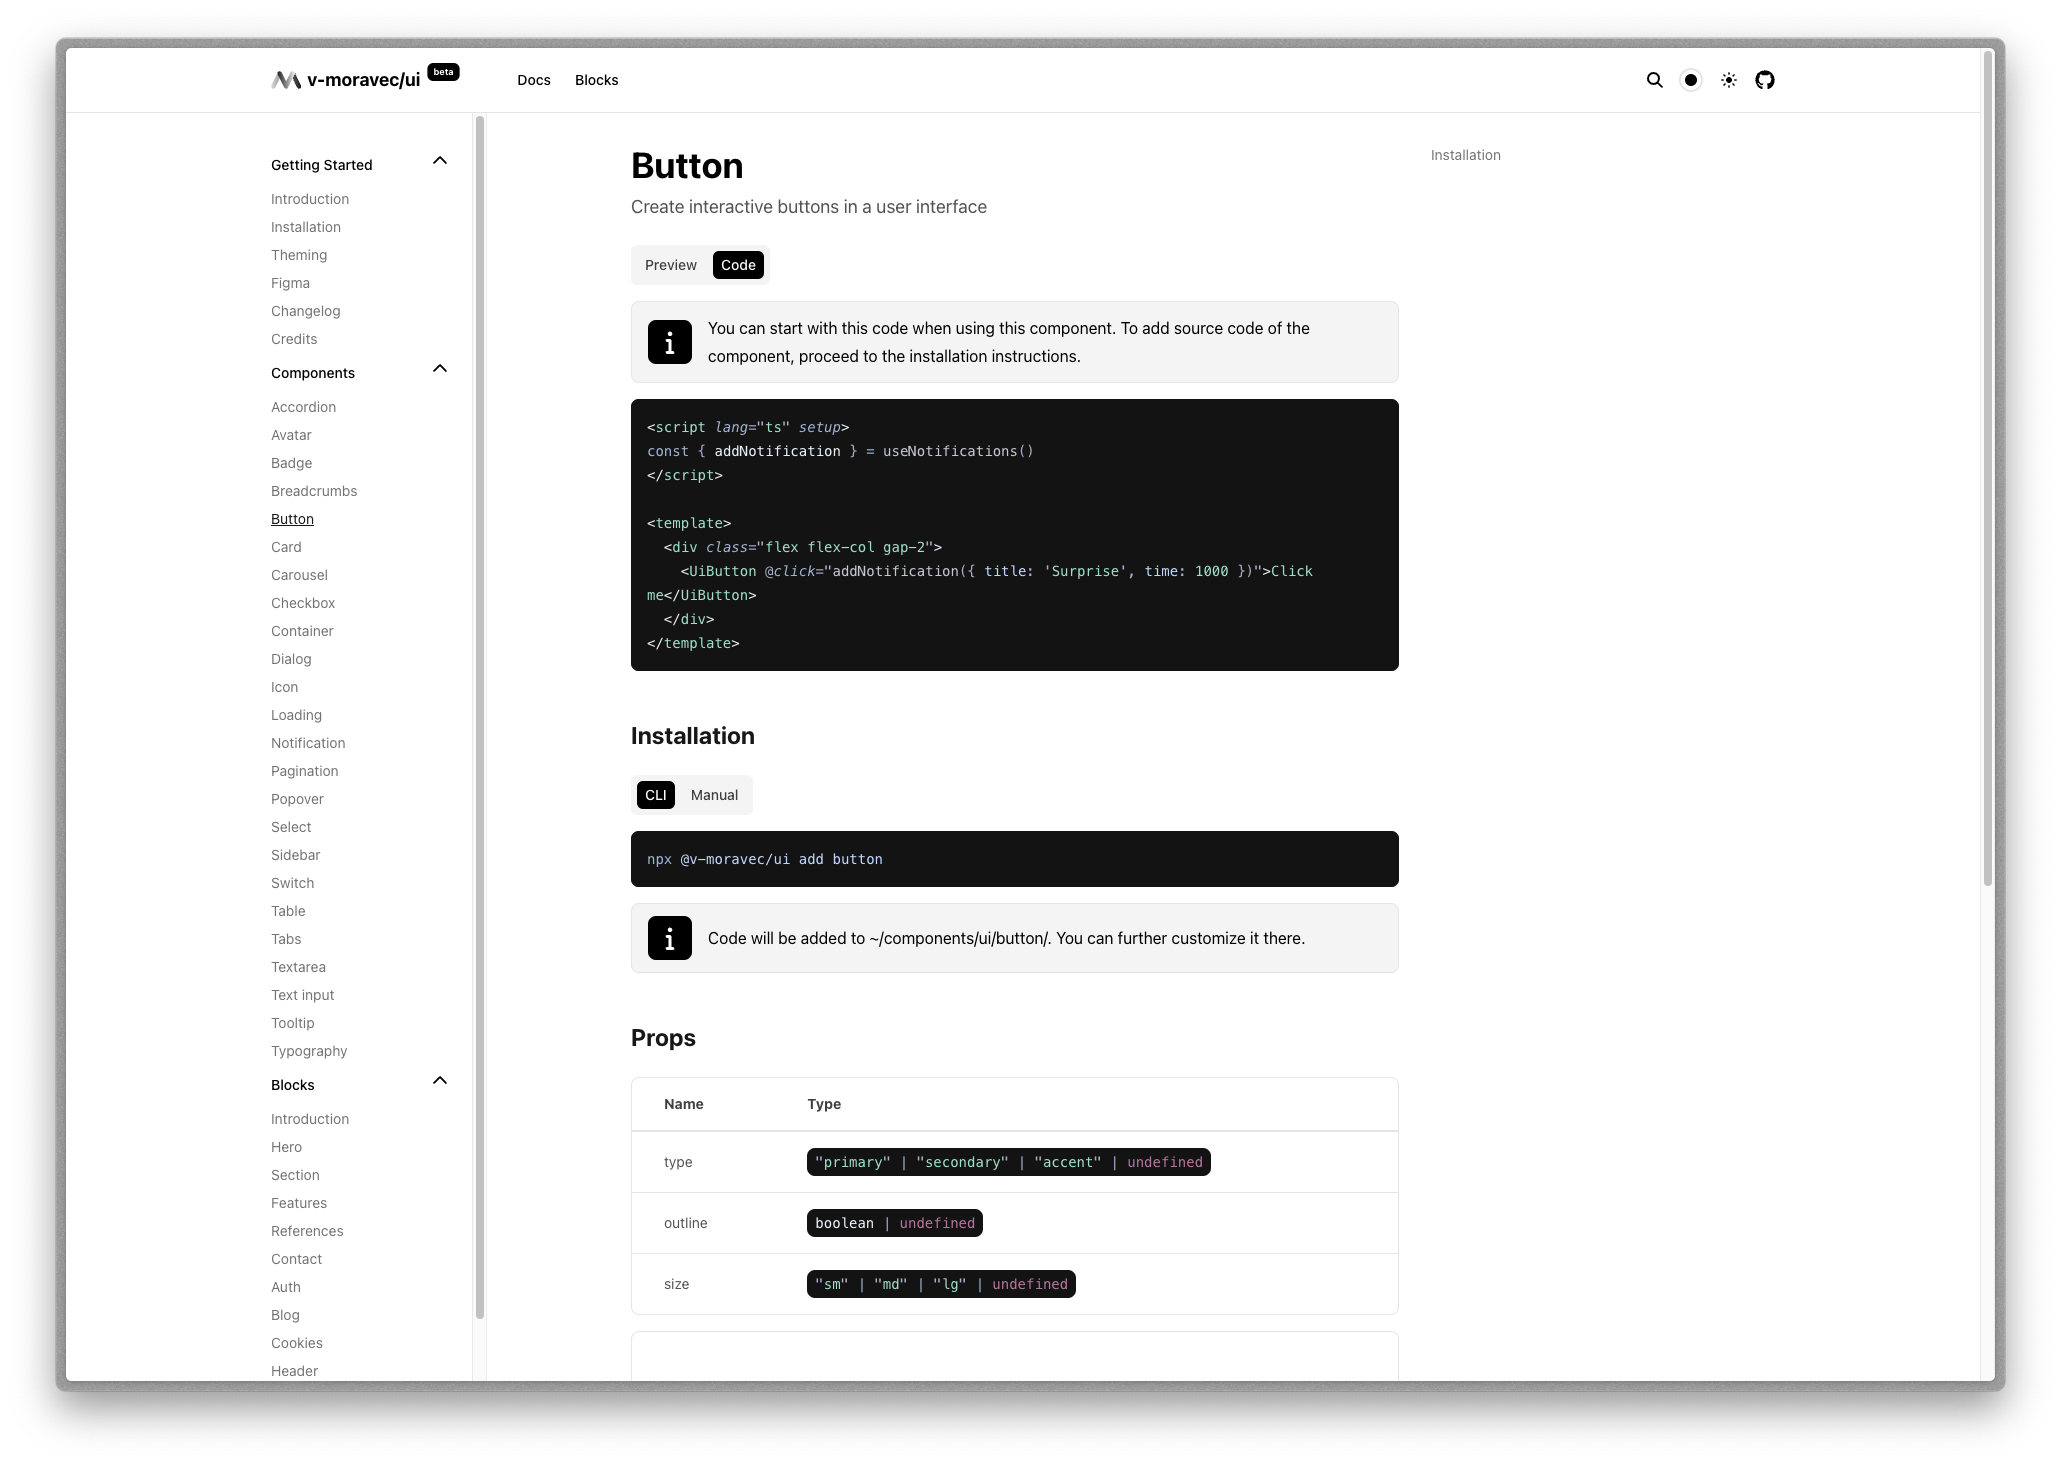 v-moravec/ui beta Docs Blocks
Getting Started
Introduction
Installation
Theming
Figma
Changelog
Credits
Components
Accordion
Avatar
Badge
Breadcrumbs
Button
Card
Carousel
Checkbox
Container
Dialog
Icon
Loading
Notification
Pagination
Popover
Select
Sidebar
Switch
Table
Tabs
Textarea
Text input
Tooltip
Typography
Blocks
Introduction
Hero
Section
Features
References
Contact
Auth
Blog
Cookies
Header
Button
Create interactive buttons in a user interface
Preview Code
You can start with this code when using this component. To add source code of the
component, proceed to the installation instructions.
<script lang="ts" setup>
const { addNotification } = useNotifications()
</script>
<template>
  <div class="flex flex-col gap-2">
    <UiButton @click="addNotification({ title: 'Surprise', time: 1000 })">Click
me</UiButton>
  </div>
</template>
Installation
CLI Manual
npx @v-moravec/ui add button
Code will be added to ~/components/ui/button/. You can further customize it there.
Props
Name Type
type "primary" | "secondary" | "accent" | undefined
outline boolean | undefined
size "sm" | "md" | "lg" | undefined
Installation